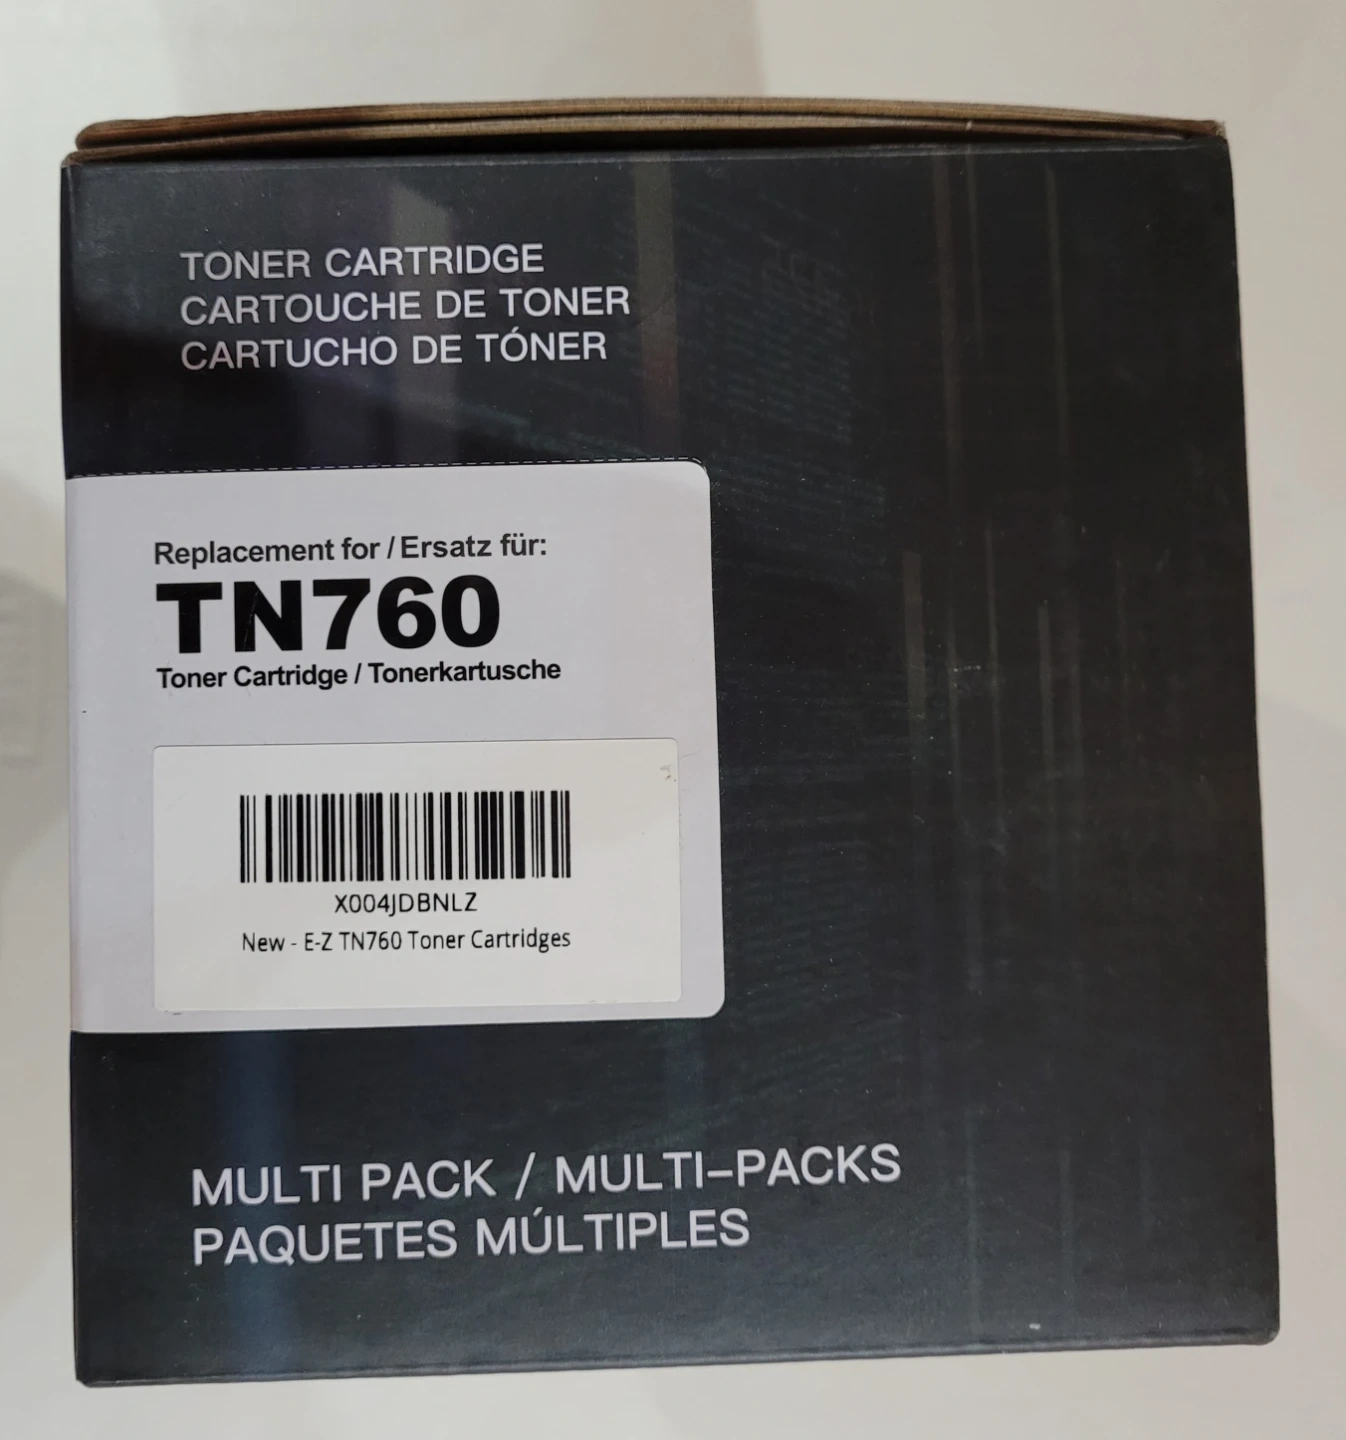 TONER CARTRIDGE
CARTOUCHE DE TONER
CARTUCHO DE TÓNER
Replacement for / Ersatz für:
TN760
Toner Cartridge / Tonerkartusche
X004JDBNLZ
New - E-Z TN760 Toner Cartridges
MULTI PACK / MULTI-PACKS
PAQUETES MÚLTIPLES